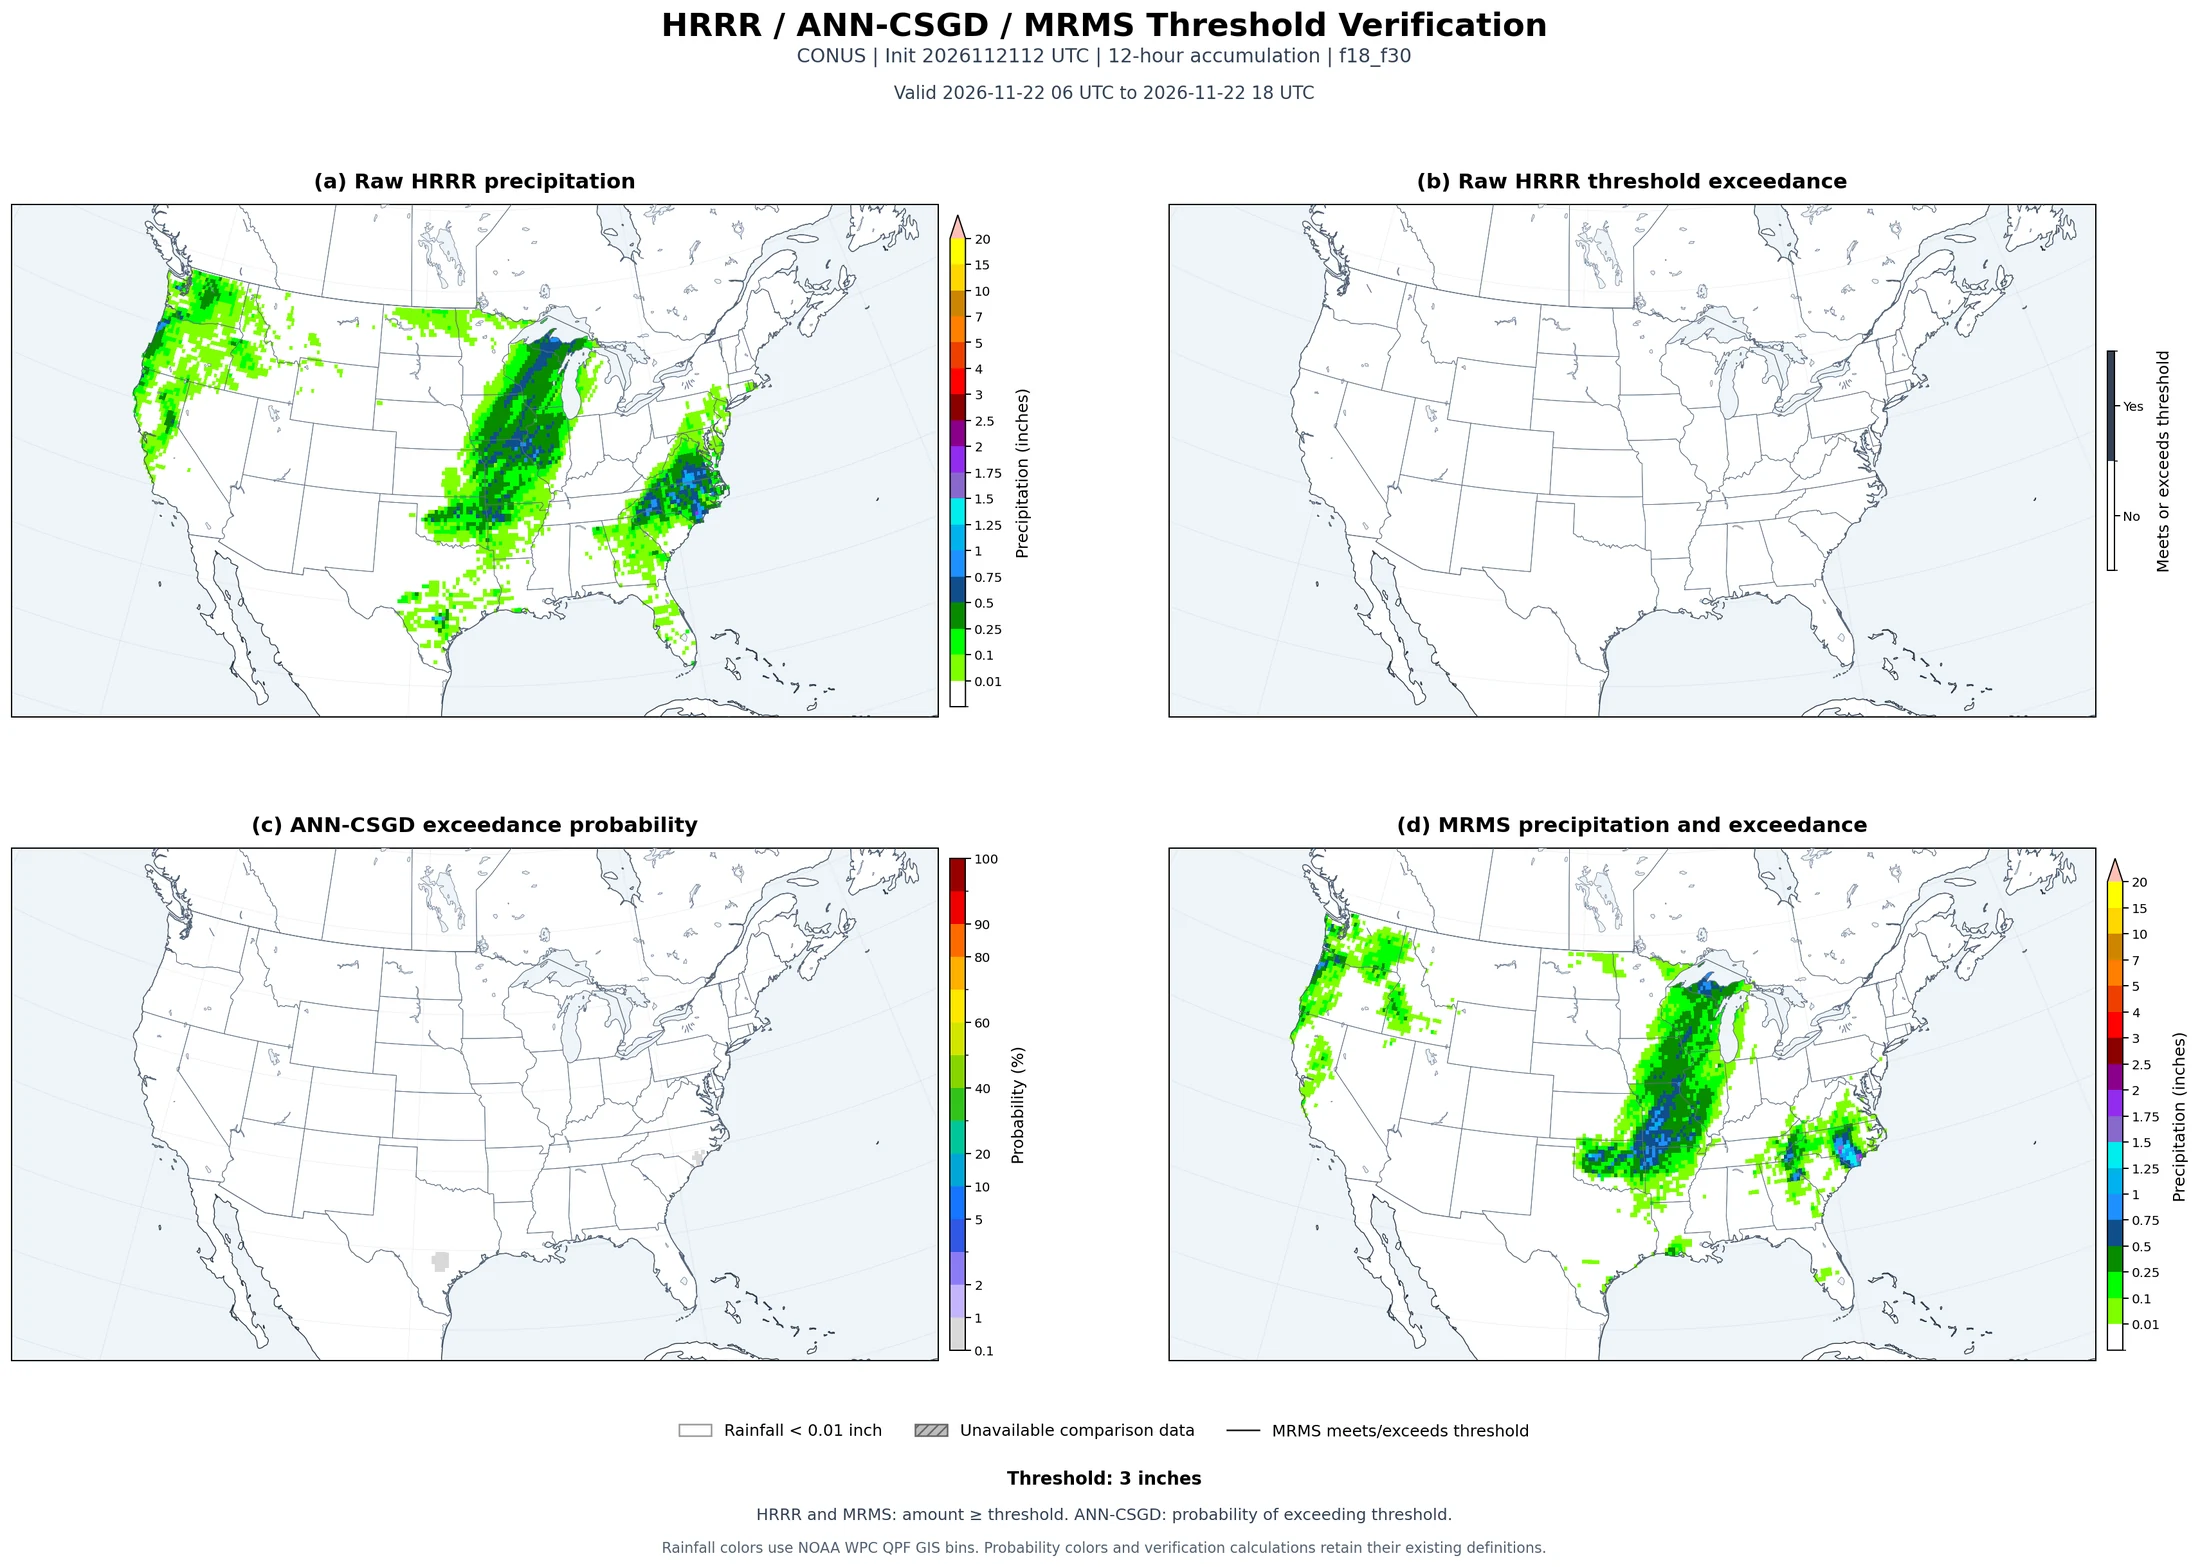 HRRR / ANN-CSGD / MRMS Threshold Verification
CONUS | Init 2026112112 UTC | 12-hour accumulation | f18_f30
Valid 2026-11-22 06 UTC to 2026-11-22 18 UTC
(a) Raw HRRR precipitation
20
15
10
7
5
4
3
2.5
2
1.75
1.5
1.25
1
0.75
0.5
0.25
0.1
0.01
Precipitation (inches)
(b) Raw HRRR threshold exceedance
Yes
No
Meets or exceeds threshold
(c) ANN-CSGD exceedance probability
100
90
80
60
40
20
10
5
2
1
0.1
Probability (%)
(d) MRMS precipitation and exceedance
20
15
10
7
5
4
3
2.5
2
1.75
1.5
1.25
1
0.75
0.5
0.25
0.1
0.01
Precipitation (inches)
Rainfall < 0.01 inch
Unavailable comparison data
MRMS meets/exceeds threshold
Threshold: 3 inches
HRRR and MRMS: amount ≥ threshold. ANN-CSGD: probability of exceeding threshold.
Rainfall colors use NOAA WPC QPF GIS bins. Probability colors and verification calculations retain their existing definitions.